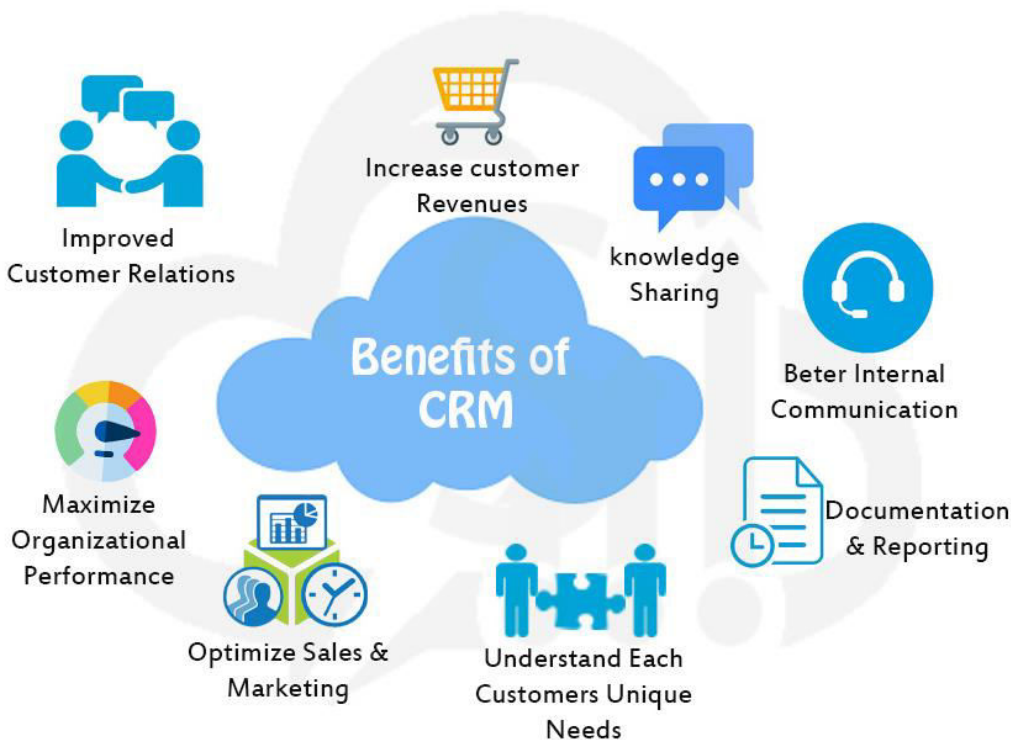 Increase customer
Revenues
knowledge
Sharing
Improved
Customer Relations
Benefits of
CRM
Beter Internal
Communication
Maximize
Organizational
Performance
Documentation
& Reporting
Optimize Sales &
Marketing
Understand Each
Customers Unique
Needs